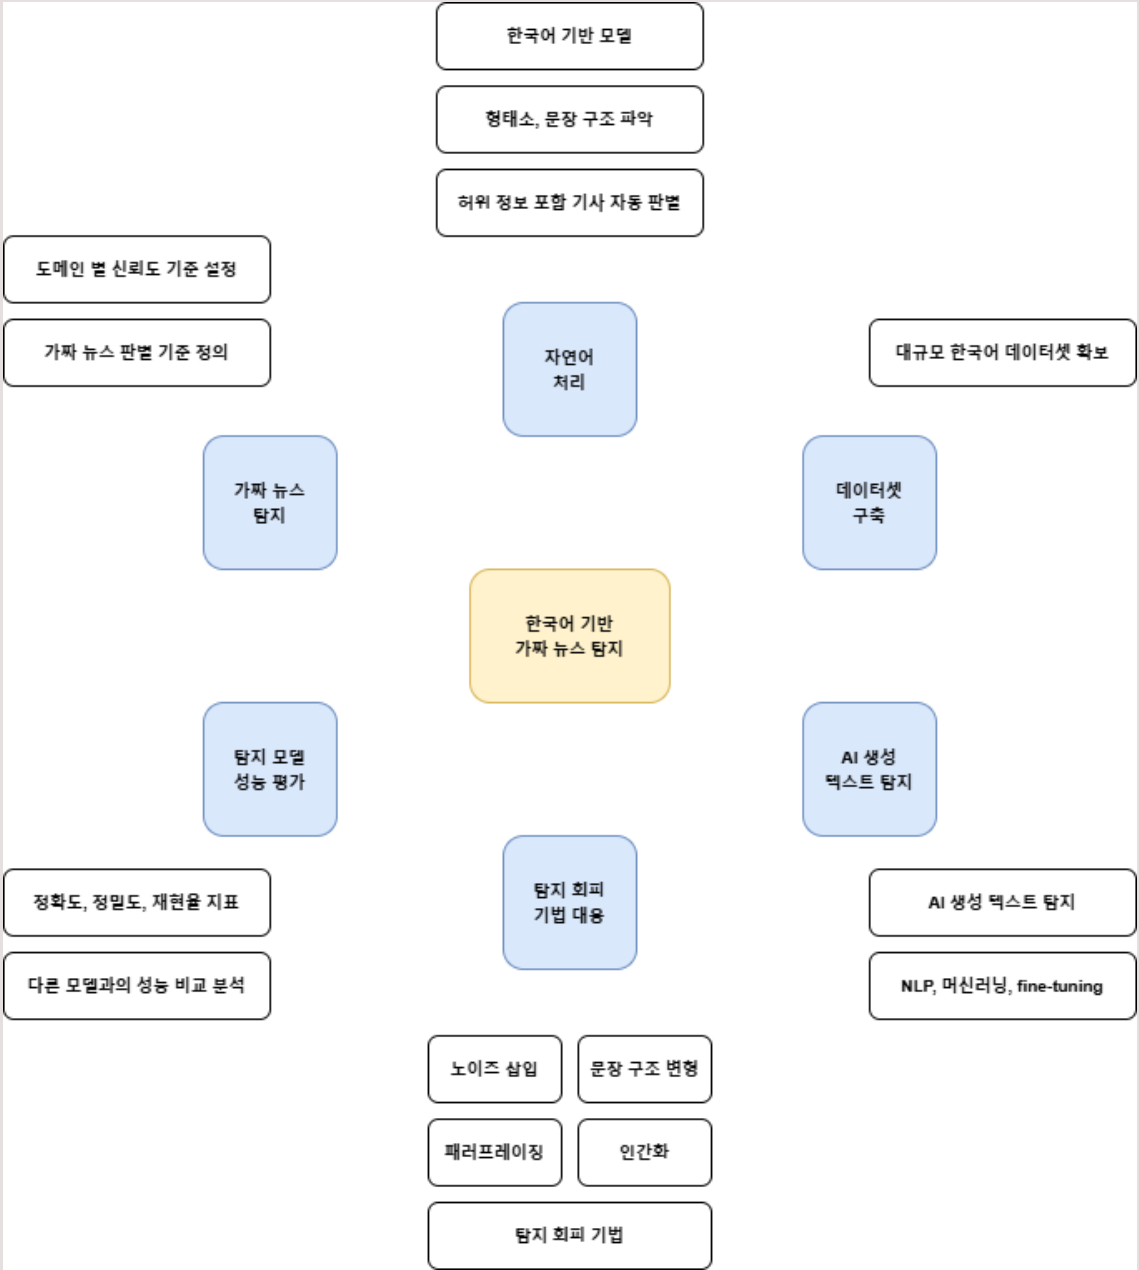 한국어 기반 모델
형태소, 문장 구조 파악
허위 정보 포함 기사 자동 판별
도메인 별 신뢰도 기준 설정
가짜 뉴스 판별 기준 정의
대규모 한국어 데이터셋 확보
자연어
처리
가짜 뉴스
탐지
데이터셋
구축
한국어 기반
가짜 뉴스 탐지
탐지 모델
성능 평가
AI 생성
텍스트 탐지
탐지 회피
기법 대응
정확도, 정밀도, 재현율 지표
다른 모델과의 성능 비교 분석
AI 생성 텍스트 탐지
NLP, 머신러닝, fine-tuning
노이즈 삽입
문장 구조 변형
패러프레이징
인간화
탐지 회피 기법